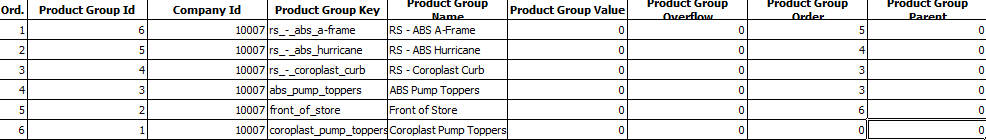 Ord. Product Group Id Company Id Product Group Key Product Group Name Product Group Value Product Group Overflow Product Group Order Product Group Parent
1 6 10007 rs_-_abs_a-frame RS - ABS A-Frame 0 0 5 0
2 5 10007 rs_-_abs_hurricane RS - ABS Hurricane 0 0 4 0
3 4 10007 rs_-_coroplast_curb RS - Coroplast Curb 0 0 3 0
4 3 10007 abs_pump_toppers ABS Pump Toppers 0 0 3 0
5 2 10007 front_of_store Front of Store 0 0 6 0
6 1 10007 coroplast_pump_toppers Coroplast Pump Toppers 0 0 0 0